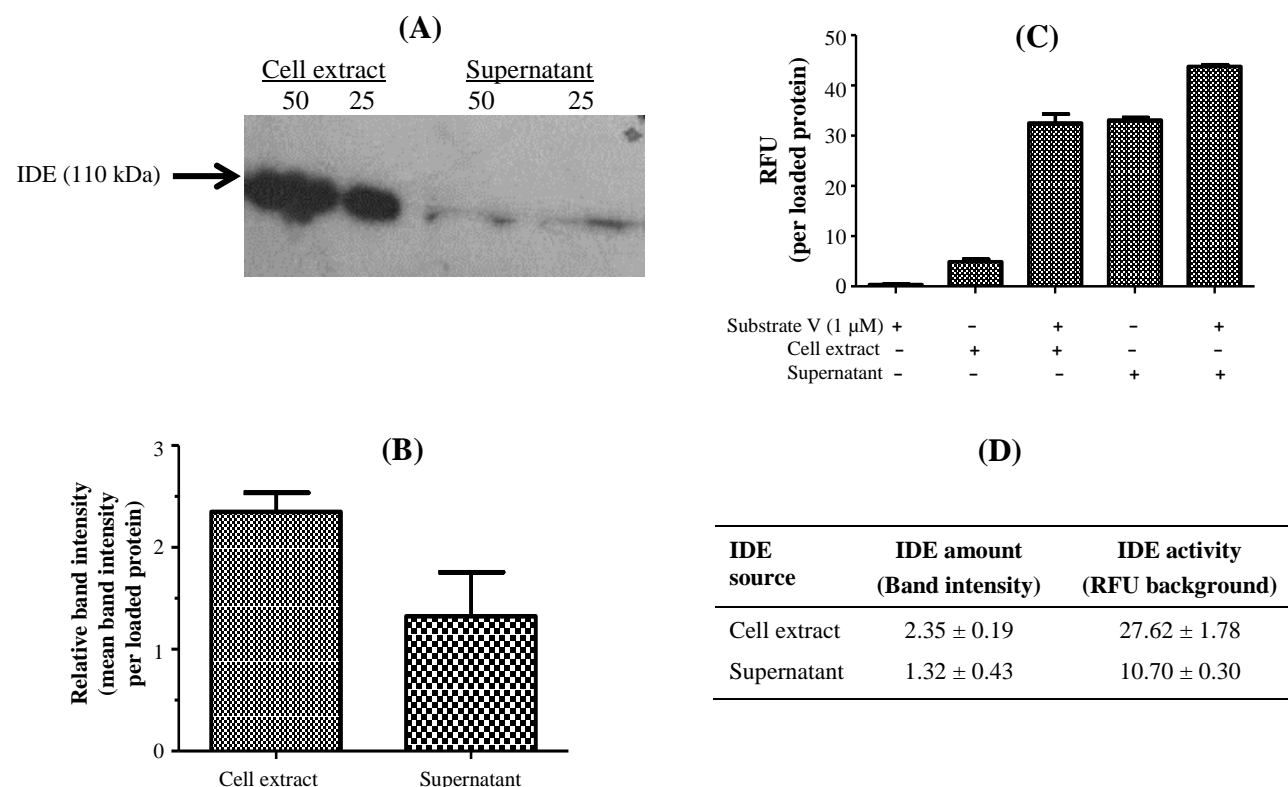 (A)
Cell extract Supernatant
50 25 50 25
IDE (110 kDa)
(B)
Relative band intensity
(mean band intensity
per loaded protein)
3
2
1
0
Cell extract Supernatant
(C)
RFU
(per loaded protein)
50
40
30
20
10
0
Substrate V (1 μM) + - + - +
Cell extract - + + - -
Supernatant - - - + +
(D)
IDE source IDE amount (Band intensity) IDE activity (RFU background)
Cell extract 2.35 ± 0.19 27.62 ± 1.78
Supernatant 1.32 ± 0.43 10.70 ± 0.30